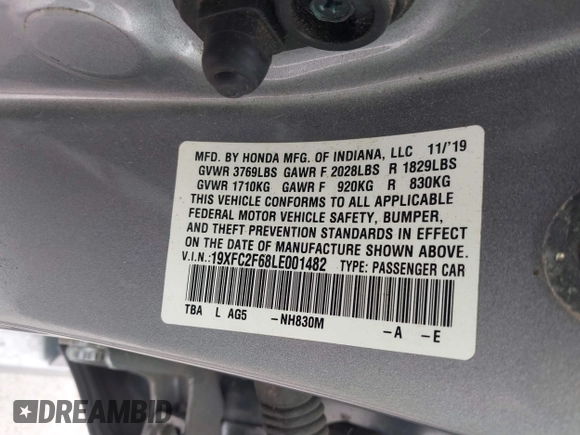 MFD. BY HONDA MFG. OF INDIANA, LLC 11/'19
GVWR 3769LBS GAWR F 2028LBS R 1829LBS
GVWR 1710KG GAWR F 920KG R 830KG
THIS VEHICLE CONFORMS TO ALL APPLICABLE
FEDERAL MOTOR VEHICLE SAFETY, BUMPER,
AND THEFT PREVENTION STANDARDS IN EFFECT
ON THE DATE OF MANUFACTURE SHOWN ABOVE.
V.I.N.:19XFC2F68LE001482 TYPE: PASSENGER CAR
TBA L AG5 -NH830M -A -E
DREAMBID